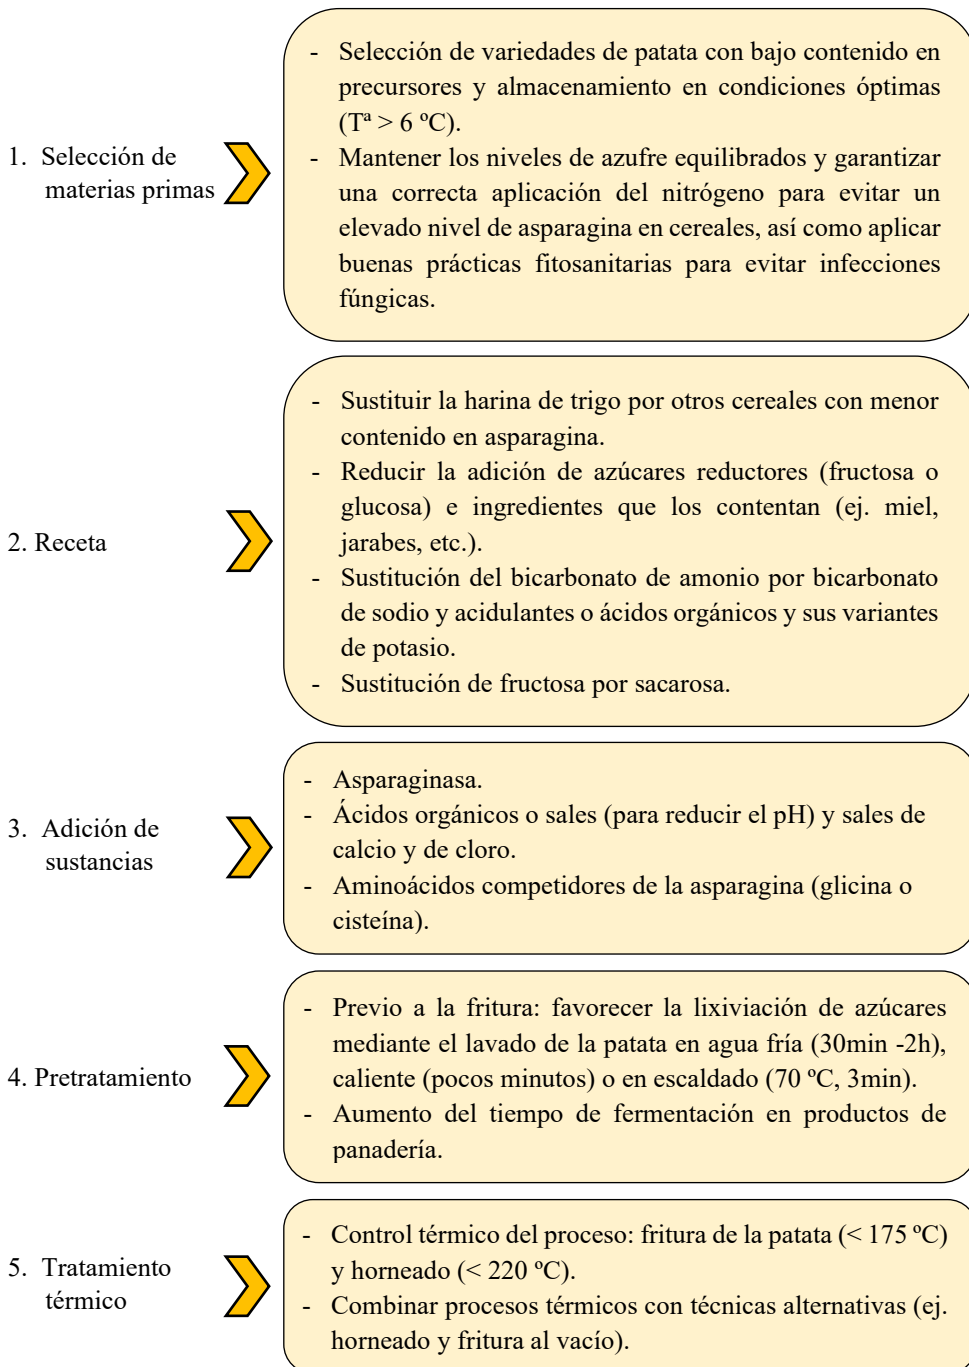 - Selección de variedades de patata con bajo contenido en
precursores y almacenamiento en condiciones óptimas
(Tª > 6 ºC).
1. Selección de
materias primas
- Mantener los niveles de azufre equilibrados y garantizar
una correcta aplicación del nitrógeno para evitar un
elevado nivel de asparagina en cereales, así como aplicar
buenas prácticas fitosanitarias para evitar infecciones
fúngicas.
2. Receta
- Sustituir la harina de trigo por otros cereales con menor
contenido en asparagina.
- Reducir la adición de azúcares reductores (fructosa o
glucosa) e ingredientes que los contentan (ej. miel,
jarabes, etc.).
- Sustitución del bicarbonato de amonio por bicarbonato
de sodio y acidulantes o ácidos orgánicos y sus variantes
de potasio.
- Sustitución de fructosa por sacarosa.
3. Adición de
sustancias
- Asparaginasa.
- Ácidos orgánicos o sales (para reducir el pH) y sales de
calcio y de cloro.
- Aminoácidos competidores de la asparagina (glicina o
cisteína).
4. Pretratamiento
- Previo a la fritura: favorecer la lixiviación de azúcares
mediante el lavado de la patata en agua fría (30min -2h),
caliente (pocos minutos) o en escaldado (70 ºC, 3min).
- Aumento del tiempo de fermentación en productos de
panadería.
5. Tratamiento
térmico
- Control térmico del proceso: fritura de la patata (< 175 ºC)
y horneado (< 220 ºC).
- Combinar procesos térmicos con técnicas alternativas (ej.
horneado y fritura al vacío).